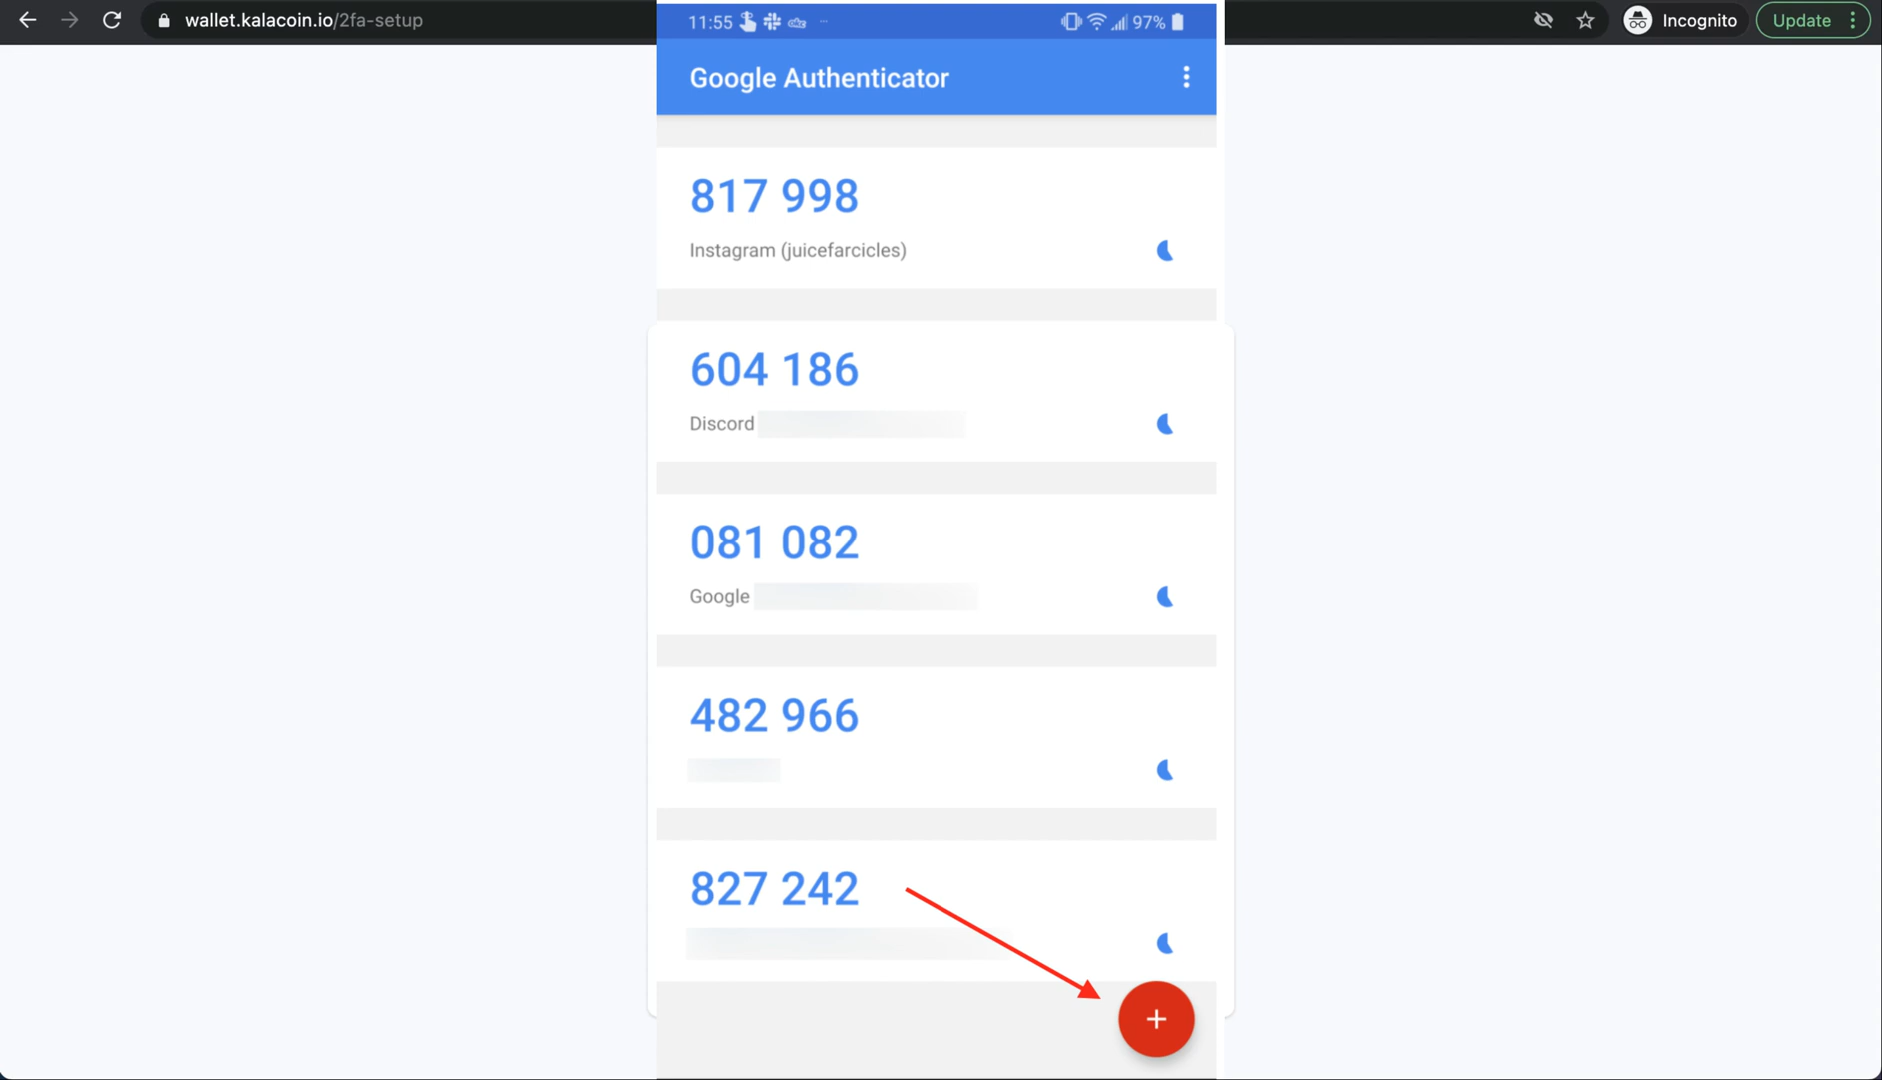 wallet.kalacoin.io/2fa-setup
Incognito
Update
11:55
97%
Google Authenticator
817 998
Instagram (juicefarcicles)
604 186
Discord
081 082
Google
482 966
827 242